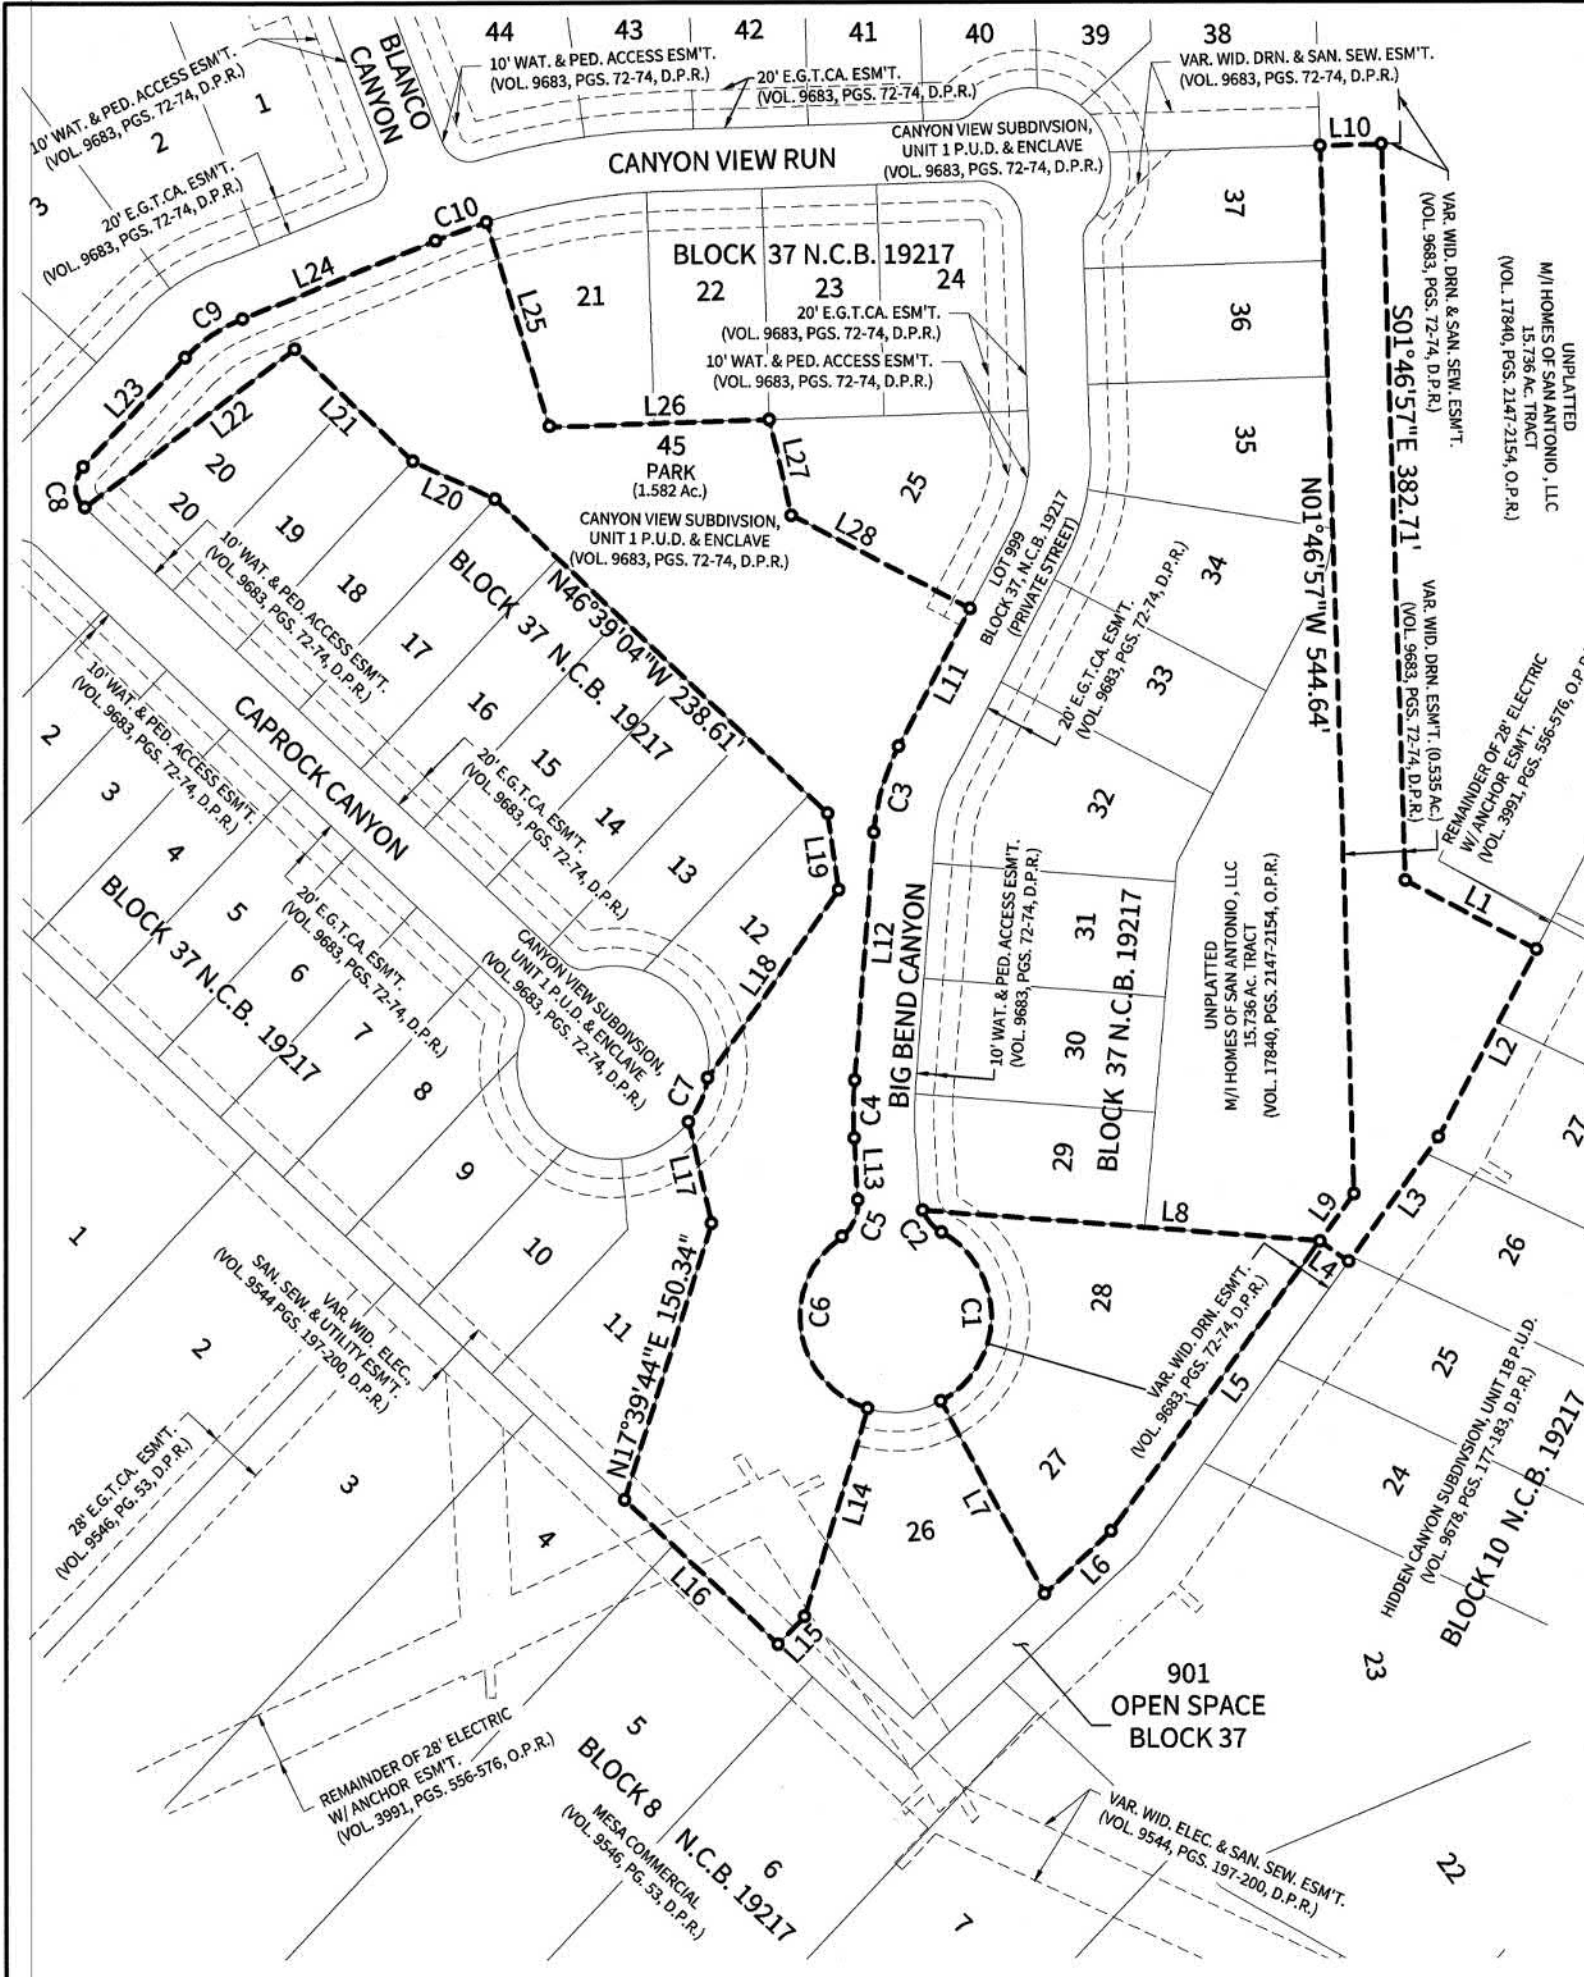 44
43
42
41
40
39
38
10' WAT. & PED. ACCESS ESM'T.
(VOL. 9683, PGS. 72-74, D.P.R.)
20' E.G.T.CA. ESM'T.
(VOL. 9683, PGS. 72-74, D.P.R.)
VAR. WID. DRN. & SAN. SEW. ESM'T.
(VOL. 9683, PGS. 72-74, D.P.R.)
BLANCO
CANYON
10' WAT. & PED. ACCESS ESM'T.
(VOL. 9683, PGS. 72-74, D.P.R.)
1
2
3
20' E.G.T.CA. ESM'T.
(VOL. 9683, PGS. 72-74, D.P.R.)
CANYON VIEW RUN
CANYON VIEW SUBDIVSION,
UNIT 1 P.U.D. & ENCLAVE
(VOL. 9683, PGS. 72-74, D.P.R.)
L10
C10
L24
C9
L23
L22
L21
L20
C8
L25
21
BLOCK 37 N.C.B. 19217
22
23
24
20' E.G.T.CA. ESM'T.
(VOL. 9683, PGS. 72-74, D.P.R.)
10' WAT. & PED. ACCESS ESM'T.
(VOL. 9683, PGS. 72-74, D.P.R.)
L26
45
PARK
(1.582 Ac.)
CANYON VIEW SUBDIVSION,
UNIT 1 P.U.D. & ENCLAVE
(VOL. 9683, PGS. 72-74, D.P.R.)
L27
25
L28
37
36
35
34
33
32
31
30
29
28
27
26
LOT 999
BLOCK 37, N.C.B. 19217
(PRIVATE STREET)
20' E.G.T.CA. ESM'T.
(VOL. 9683, PGS. 72-74, D.P.R.)
VAR. WID. DRN. & SAN. SEW. ESM'T.
(VOL. 9683, PGS. 72-74, D.P.R.)
S01°46'57"E 382.71'
N01°46'57"W 544.64'
UNPLATTED
M/I HOMES OF SAN ANTONIO, LLC
15.736 Ac. TRACT
(VOL. 17840, PGS. 2147-2154, O.P.R.)
VAR. WID. DRN. ESM'T. (0.535 Ac.)
(VOL. 9683, PGS. 72-74, D.P.R.)
REMAINDER OF 28' ELECTRIC
W/ ANCHOR ESM'T.
(VOL. 3991, PGS. 556-576, O.P.R
20
20
19
18
17
16
15
14
13
12
BLOCK 37 N.C.B. 19217
N46°39'04"W 238.61'
10' WAT. & PED. ACCESS ESM'T.
(VOL. 9683, PGS. 72-74, D.P.R.)
20' E.G.T.CA. ESM'T.
(VOL. 9683, PGS. 72-74, D.P.R.)
CAPROCK CANYON
10' WAT. & PED. ACCESS ESM'T.
(VOL. 9683, PGS. 72-74, D.P.R.)
20' E.G.T.CA. ESM'T.
(VOL. 9683, PGS. 72-74, D.P.R.)
2
3
4
5
6
7
8
9
10
11
BLOCK 37 N.C.B. 19217
CANYON VIEW SUBDIVSION,
UNIT 1 P.U.D. & ENCLAVE
(VOL. 9683, PGS. 72-74, D.P.R.)
L11
C3
L12
L19
L18
C7
C4
L13
C5
C6
C2
C1
L17
BIG BEND CANYON
10' WAT. & PED. ACCESS ESM'T.
(VOL. 9683, PGS. 72-74, D.P.R.)
BLOCK 37 N.C.B. 19217
UNPLATTED
M/I HOMES OF SAN ANTONIO, LLC
15.736 Ac. TRACT
(VOL. 17840, PGS. 2147-2154, O.P.R.)
L1
L2
L3
L4
L5
L6
L7
L8
L9
27
26
25
24
23
22
VAR. WID. DRN. ESM'T.
(VOL. 9683, PGS. 72-74, D.P.R.)
HIDDEN CANYON SUBDIVISION, UNIT 1B P.U.D.
(VOL. 9678, PGS. 177-183, D.P.R.)
BLOCK 10 N.C.B. 19217
N17°39'44"E 150.34"
L14
L15
L16
1
2
3
4
VAR. WID. ELEC.,
SAN. SEW. & UTILITY ESM'T.
(VOL. 9544 PGS. 197-200, D.P.R.)
28' E.G.T.CA. ESM'T.
(VOL. 9546, PG. 53, D.P.R.)
901
OPEN SPACE
BLOCK 37
REMAINDER OF 28' ELECTRIC
W/ ANCHOR ESM'T.
(VOL. 3991, PGS. 556-576, O.P.R.)
5
BLOCK 8 N.C.B. 19217
MESA COMMERCIAL
(VOL. 9546, PG. 53, D.P.R.)
6
7
VAR. WID. ELEC. & SAN. SEW. ESM'T.
(VOL. 9544, PGS. 197-200, D.P.R.)